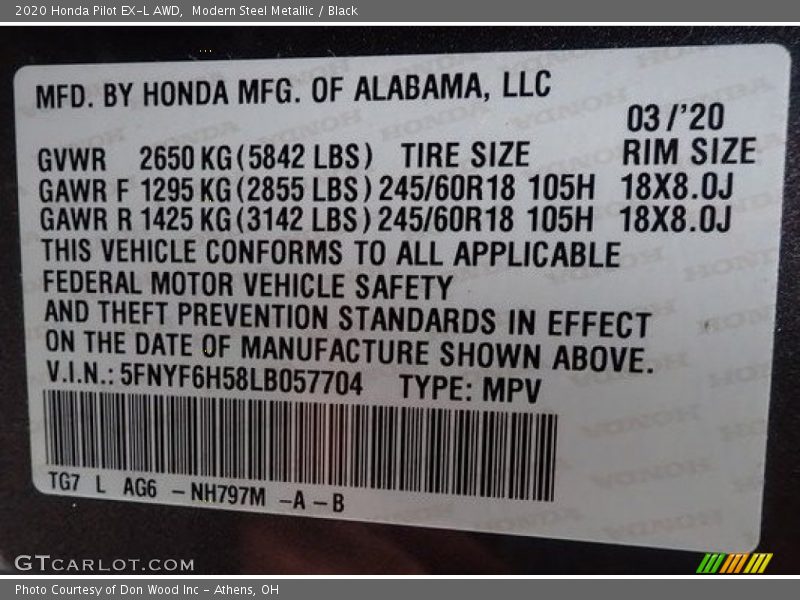 2020 Honda Pilot EX-L AWD,  Modern Steel Metallic / Black
MFD. BY HONDA MFG. OF ALABAMA, LLC
03/'20
GVWR 2650 KG(5842 LBS) TIRE SIZE RIM SIZE
GAWR F 1295 KG(2855 LBS) 245/60R18 105H 18X8.0J
GAWR R 1425 KG(3142 LBS) 245/60R18 105H 18X8.0J
THIS VEHICLE CONFORMS TO ALL APPLICABLE
FEDERAL MOTOR VEHICLE SAFETY
AND THEFT PREVENTION STANDARDS IN EFFECT
ON THE DATE OF MANUFACTURE SHOWN ABOVE.
V.I.N.: 5FNYF6H58LB057704 TYPE: MPV
TG7 L AG6 -NH797M -A-B
GTCARLOT.COM
Photo Courtesy of Don Wood Inc - Athens, OH